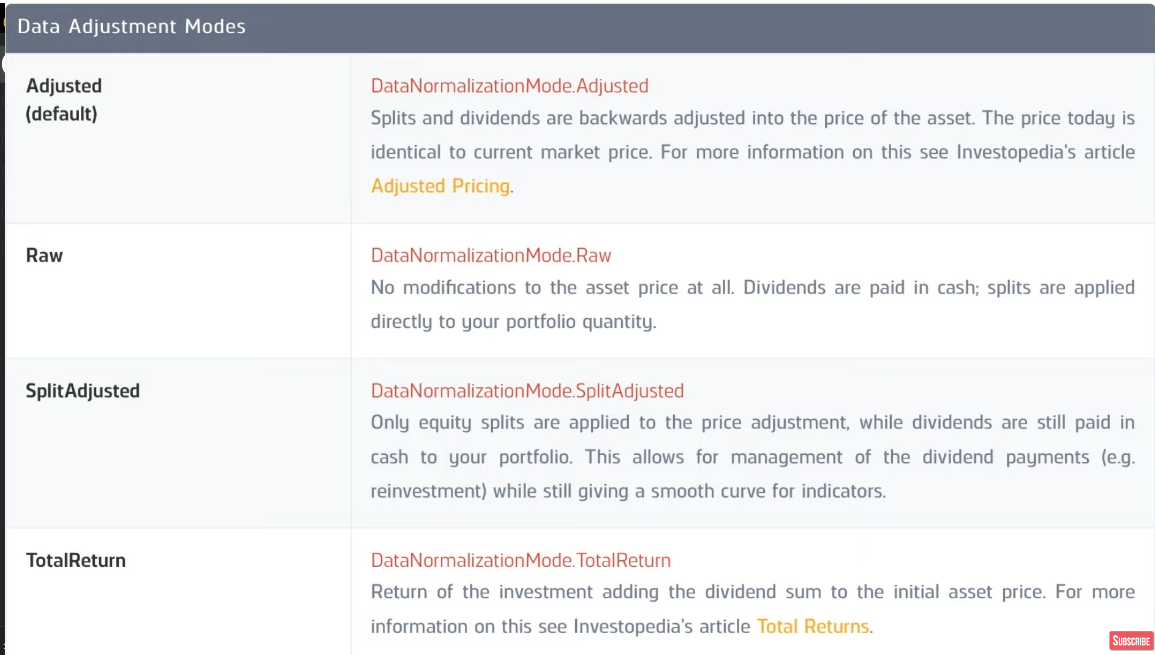 Data Adjustment Modes
Adjusted
(default)
DataNormalizationMode.Adjusted
Splits and dividends are backwards adjusted into the price of the asset. The price today is
identical to current market price. For more information on this see Investopedia's article
Adjusted Pricing.
Raw
DataNormalizationMode.Raw
No modifications to the asset price at all. Dividends are paid in cash; splits are applied
directly to your portfolio quantity.
SplitAdjusted
DataNormalizationMode.SplitAdjusted
Only equity splits are applied to the price adjustment, while dividends are still paid in
cash to your portfolio. This allows for management of the dividend payments (e.g.
reinvestment) while still giving a smooth curve for indicators.
TotalReturn
DataNormalizationMode.TotalReturn
Return of the investment adding the dividend sum to the initial asset price. For more
information on this see Investopedia's article Total Returns.
SUBSCRIBE